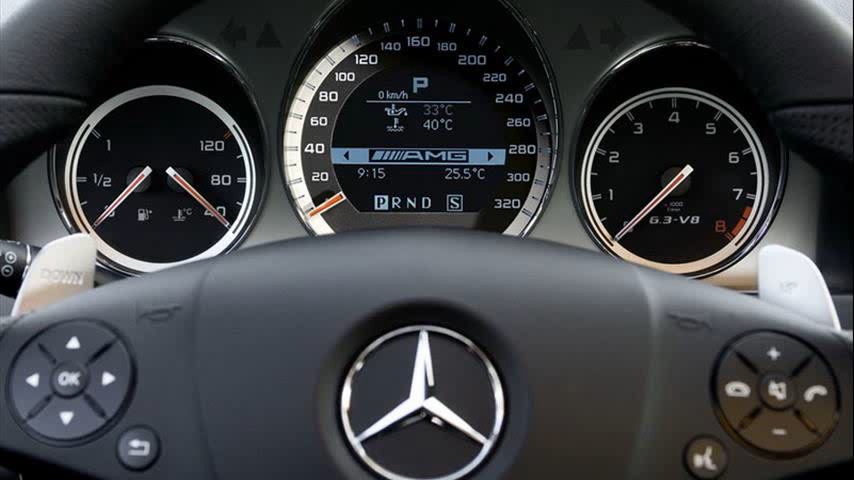 1
1/2
0
120
80
40
°C
20
40
60
80
100
120
140
160
180
200
220
240
260
280
300
320
P
0 km/h
33°C
40°C
AMG
9:15
25.5°C
P R N D S
1
2
3
4
5
6
7
8
x1000
6.3-V8
DOWN
OK
+
−